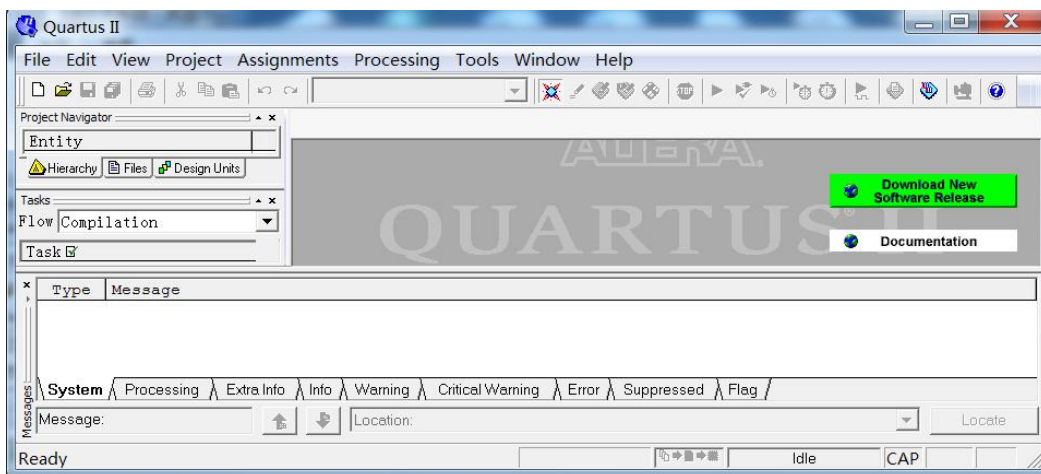 Quartus II
File Edit View Project Assignments Processing Tools Window Help
STOP
Project Navigator
Entity
Hierarchy Files Design Units
ALTERA.
Download New
Software Release
Tasks
Flow Compilation
QUARTUS® II
Documentation
Task
Type Message
System Processing Extra Info Info Warning Critical Warning Error Suppressed Flag
Messages
Message: Location: Locate
Ready Idle CAP